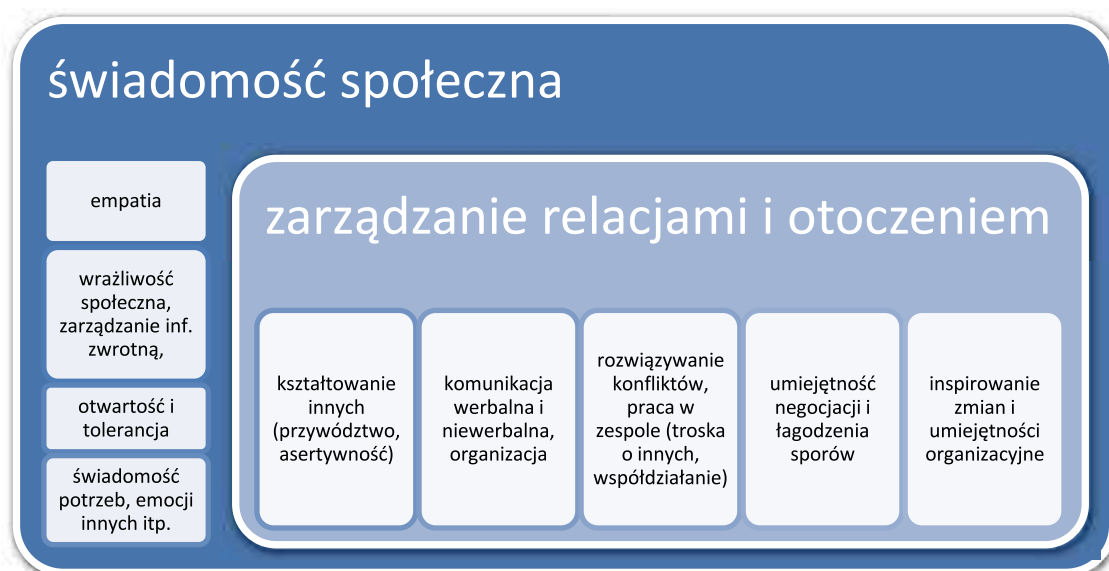 świadomość społeczna
empatia
wrażliwość
społeczna,
zarządzanie inf.
zwrotną,
otwartość i
tolerancja
świadomość
potrzeb, emocji
innych itp.
zarządzanie relacjami i otoczeniem
kształtowanie
innych
(przywództwo,
asertywność)
komunikacja
werbalna i
niewerbalna,
organizacja
rozwiązywanie
konfliktów,
praca w
zespole (troska
o innych,
współdziałanie)
umiejętność
negocjacji i
łagodzenia
sporów
inspirowanie
zmian i
umiejętności
organizacyjne